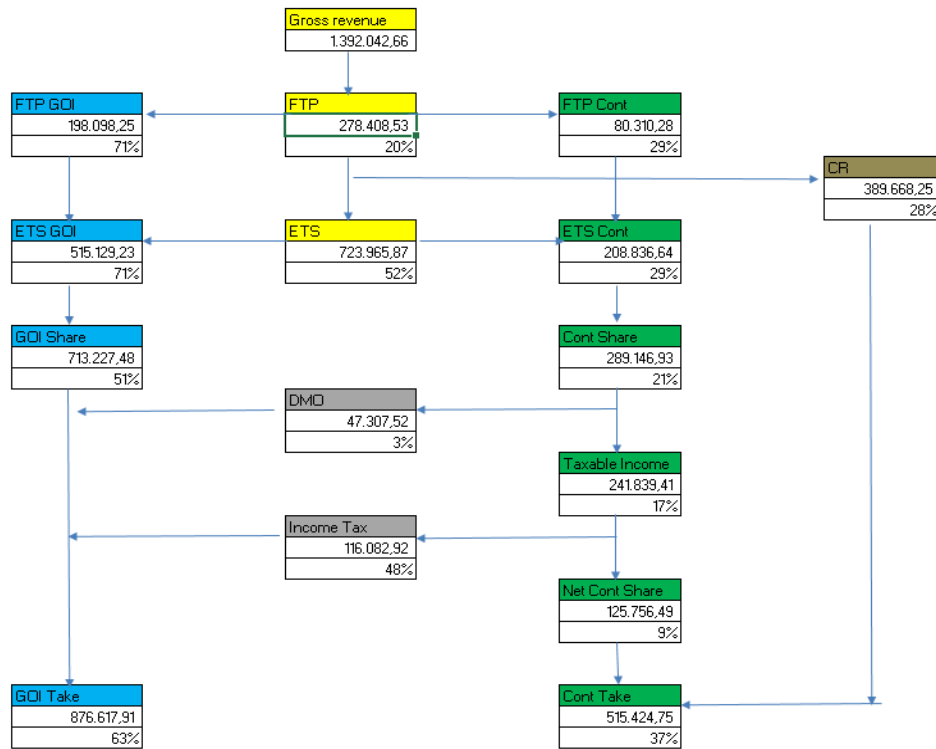 Gross revenue
1.392.042,66
FTP GOI
198.098,25
71%
FTP
278.408,53
20%
FTP Cont
80.310,28
29%
CR
389.668,25
28%
ETS GOI
515.129,23
71%
ETS
723.965,87
52%
ETS Cont
208.836,64
29%
GOI Share
713.227,48
51%
Cont Share
289.146,93
21%
DMO
47.307,52
3%
Taxable Income
241.839,41
17%
Income Tax
116.082,92
48%
Net Cont Share
125.756,49
9%
GOI Take
876.617,91
63%
Cont Take
515.424,75
37%